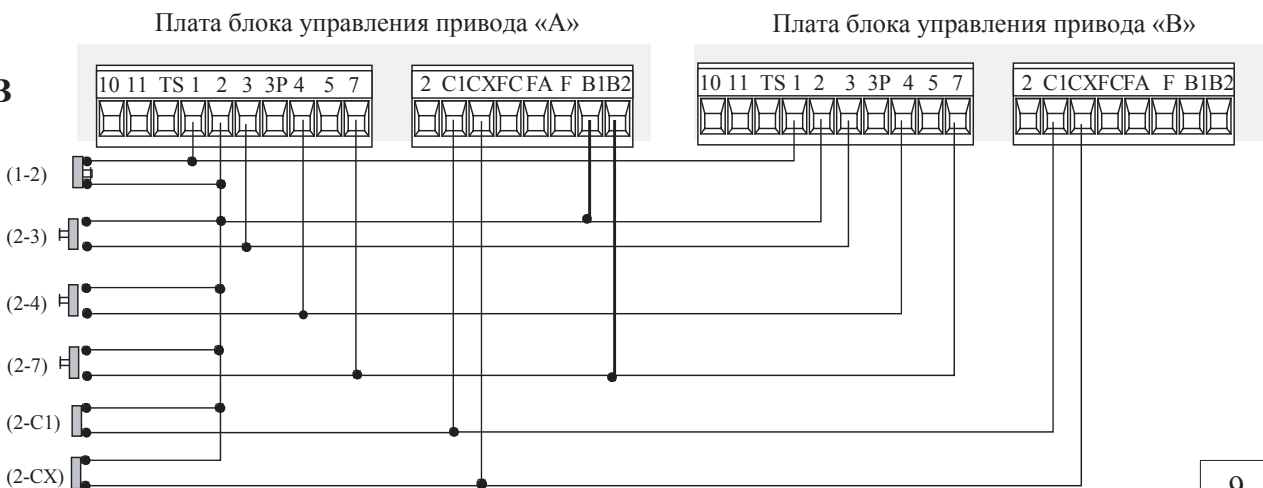 Плата блока управления привода «А»
Плата блока управления привода «В»
В
10 11 TS 1 2 3 3P 4 5 7
2 C1CXFCFA F B1B2
10 11 TS 1 2 3 3P 4 5 7
2 C1CXFCFA F B1B2
(1-2)
(2-3)
(2-4)
(2-7)
(2-C1)
(2-CX)
9